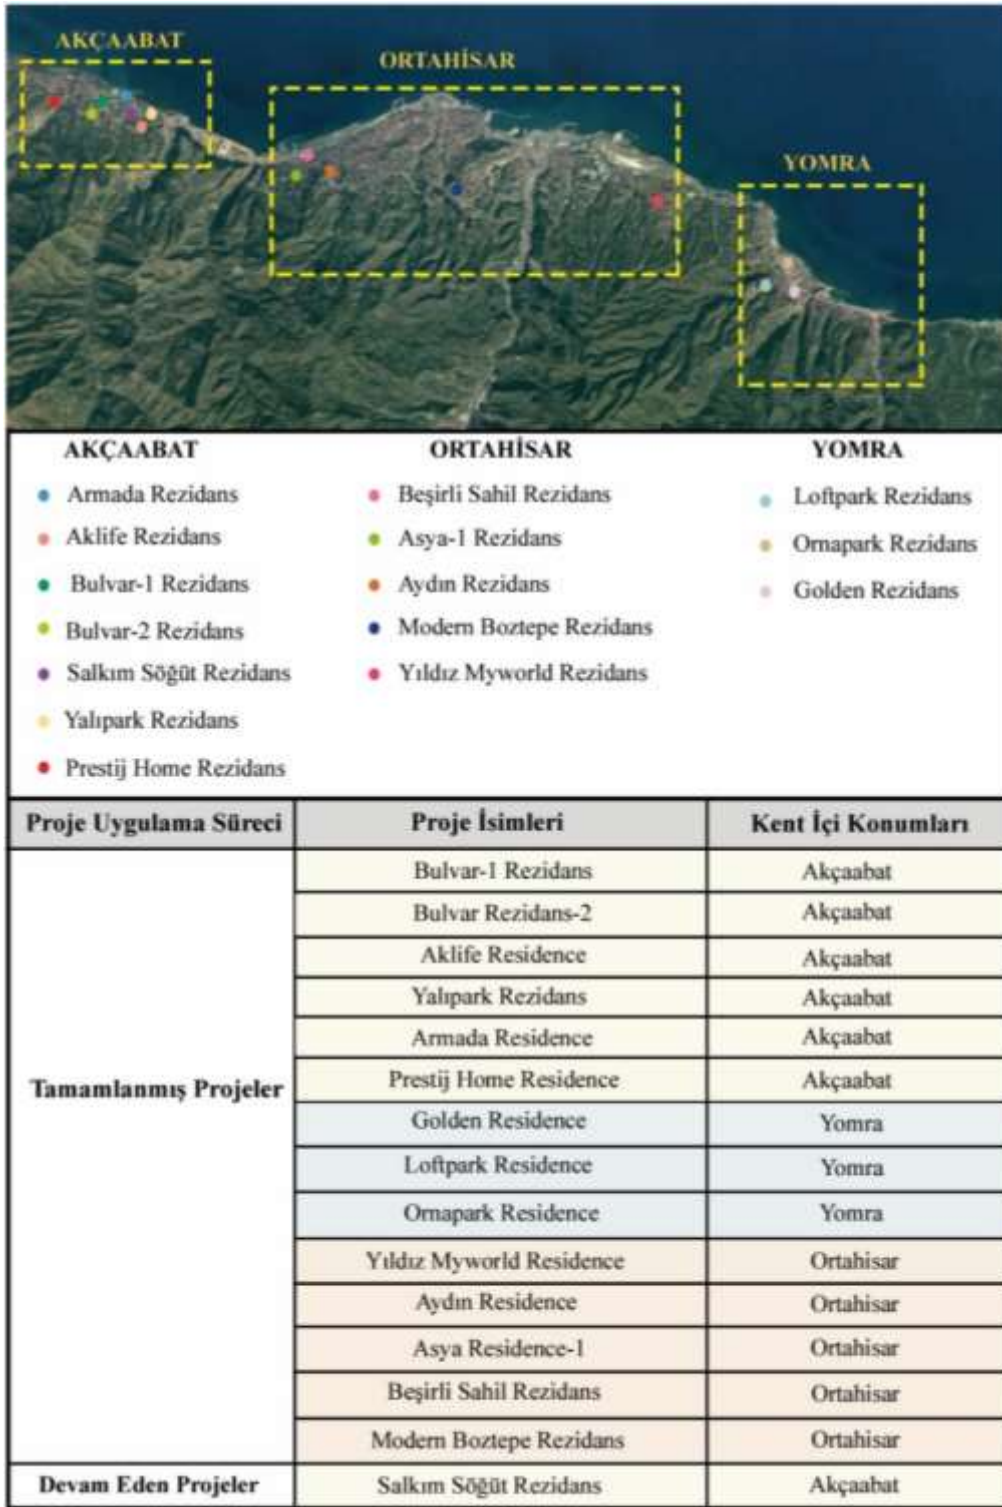 AKÇAABAT
ORTAHİSAR
YOMRA
AKÇAABAT
Armada Rezidans
Aklife Rezidans
Bulvar-1 Rezidans
Bulvar-2 Rezidans
Salkım Söğüt Rezidans
Yalıpark Rezidans
Prestij Home Rezidans
ORTAHİSAR
Beşirli Sahil Rezidans
Asya-1 Rezidans
Aydın Rezidans
Modern Boztepe Rezidans
Yıldız Myworld Rezidans
YOMRA
Loftpark Rezidans
Ornapark Rezidans
Golden Rezidans
Proje Uygulama Süreci Proje İsimleri Kent İçi Konumları
Tamamlanmış Projeler
Bulvar-1 Rezidans Akçaabat
Bulvar Rezidans-2 Akçaabat
Aklife Residence Akçaabat
Yalıpark Rezidans Akçaabat
Armada Residence Akçaabat
Prestij Home Residence Akçaabat
Golden Residence Yomra
Loftpark Residence Yomra
Ornapark Residence Yomra
Yıldız Myworld Residence Ortahisar
Aydın Residence Ortahisar
Asya Residence-1 Ortahisar
Beşirli Sahil Rezidans Ortahisar
Modern Boztepe Rezidans Ortahisar
Devam Eden Projeler Salkım Söğüt Rezidans Akçaabat